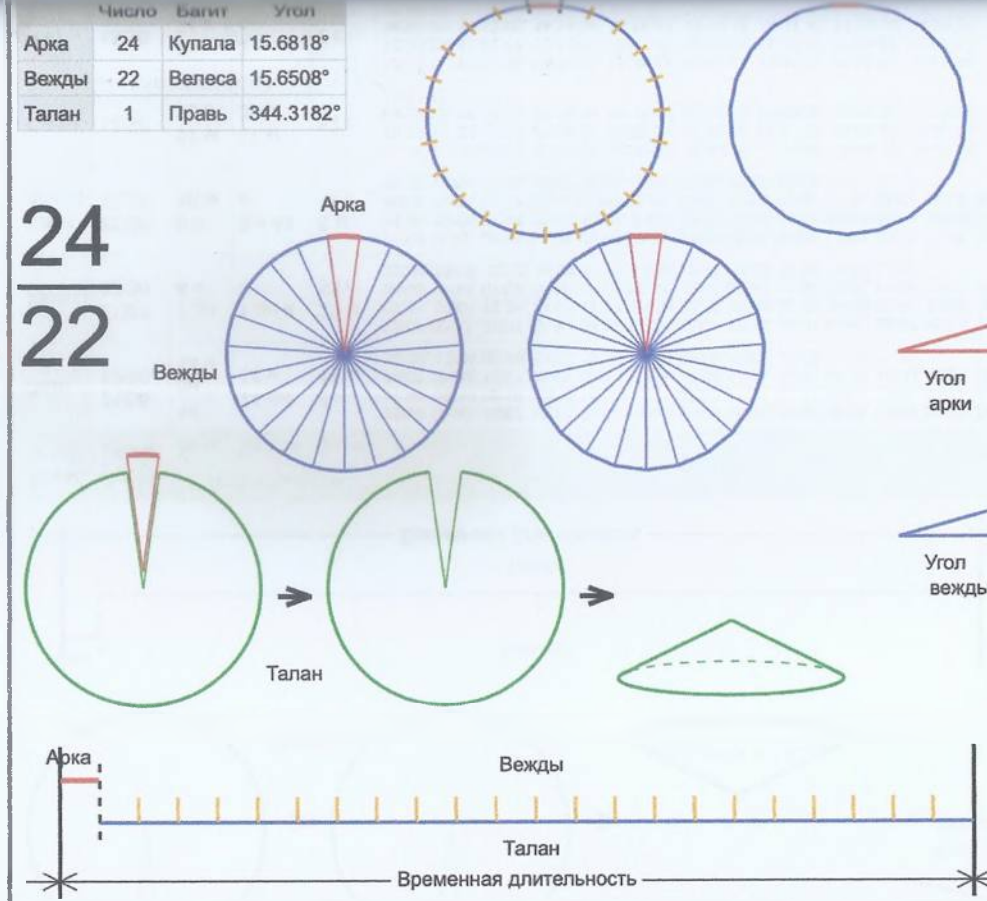 Число Багит Угол
Арка 24 Купала 15.6818°
Вежды 22 Велеса 15.6508°
Талан 1 Правь 344.3182°
24
22
Арка
Вежды
Угол
арки
Угол
вежды
Талан
Арка
Вежды
Талан
Временная длительность